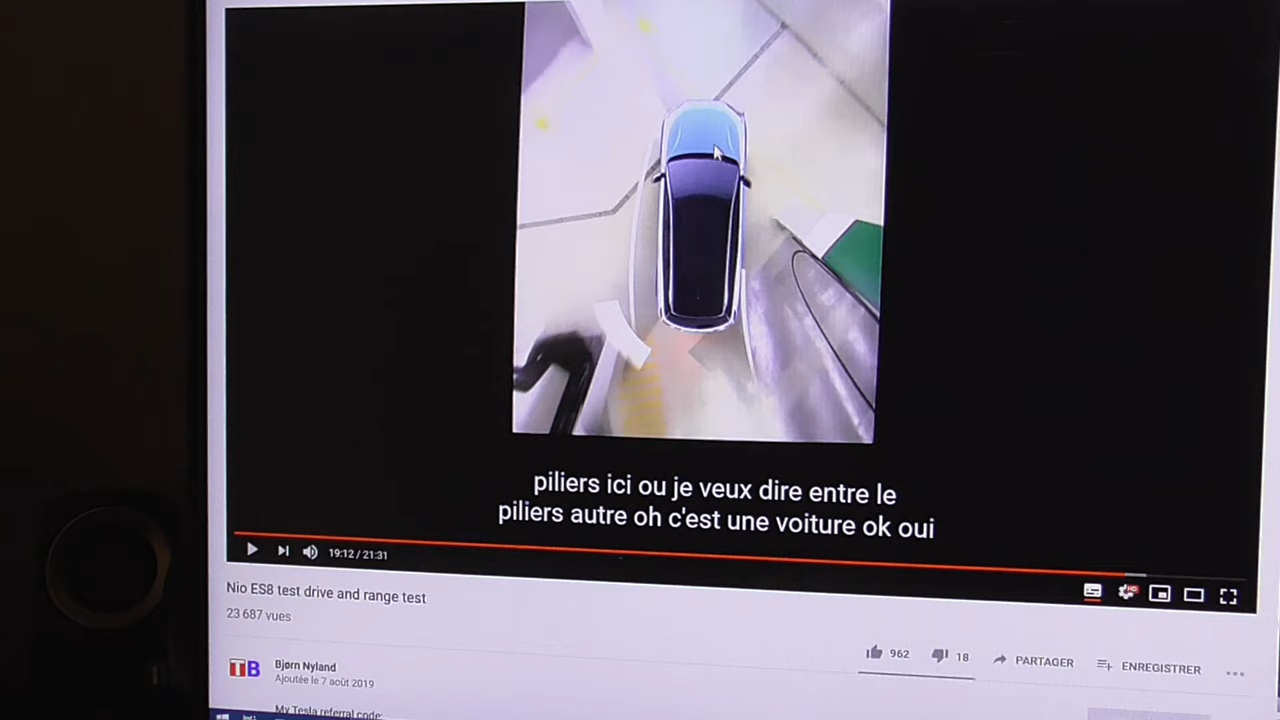 piliers ici ou je veux dire entre le
piliers autre oh c'est une voiture ok oui
19:12 / 21:31
HD
Nio ES8 test drive and range test
23 687 vues
962
18
PARTAGER
ENREGISTRER
TB
Bjørn Nyland
Ajoutée le 7 août 2019
My Tesla referral code: